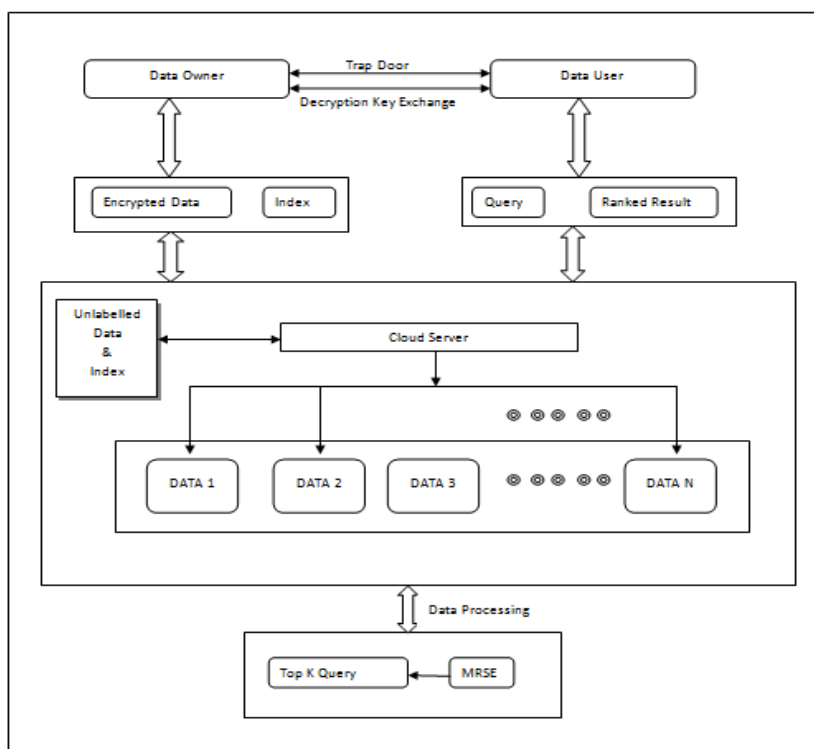 Trap Door
Data Owner
Data User
Decryption Key Exchange
Encrypted Data
Index
Query
Ranked Result
Unlabelled
Data
&
Index
Cloud Server
DATA 1
DATA 2
DATA 3
DATA N
Data Processing
Top K Query
MRSE